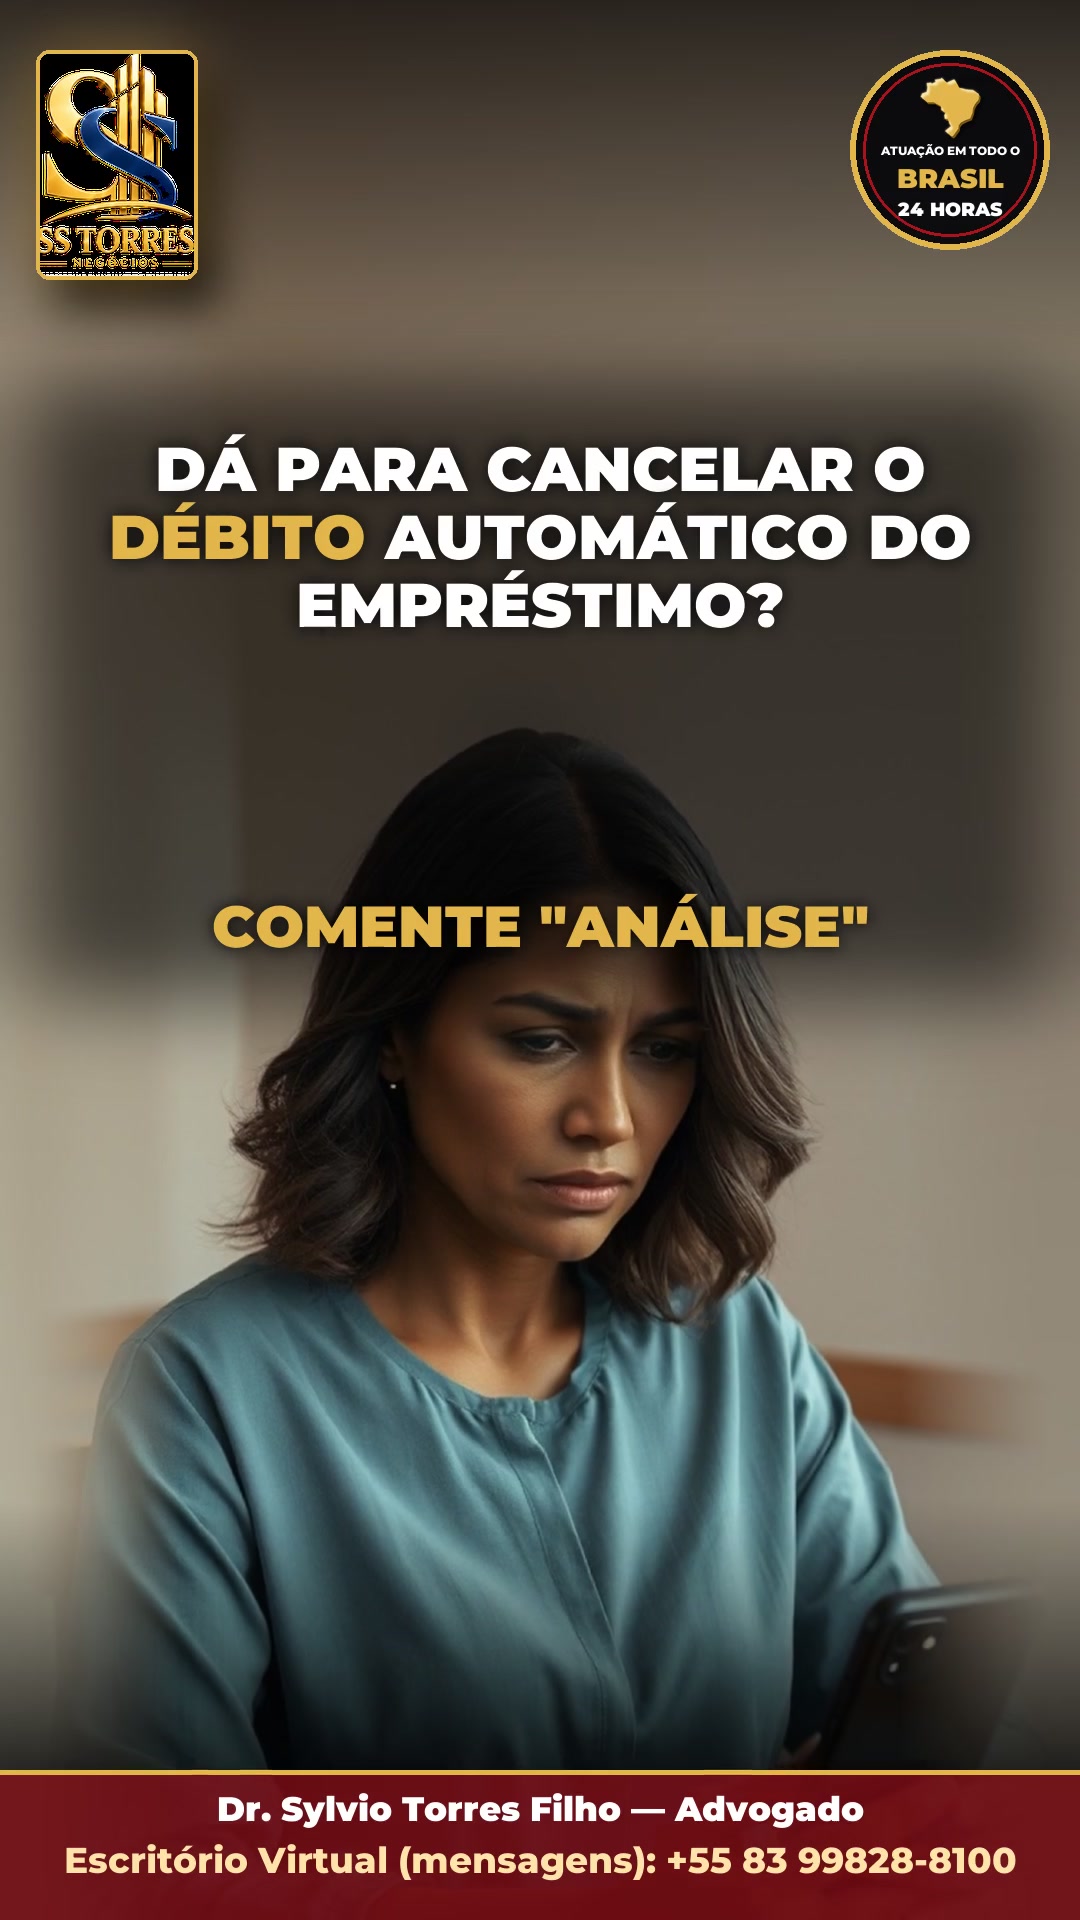 SS TORRES
NEGÓCIOS
ATUAÇÃO EM TODO O
BRASIL
24 HORAS
DÁ PARA CANCELAR O
DÉBITO AUTOMÁTICO DO
EMPRÉSTIMO?
COMENTE "ANÁLISE"
Dr. Sylvio Torres Filho — Advogado
Escritório Virtual (mensagens): +55 83 99828-8100